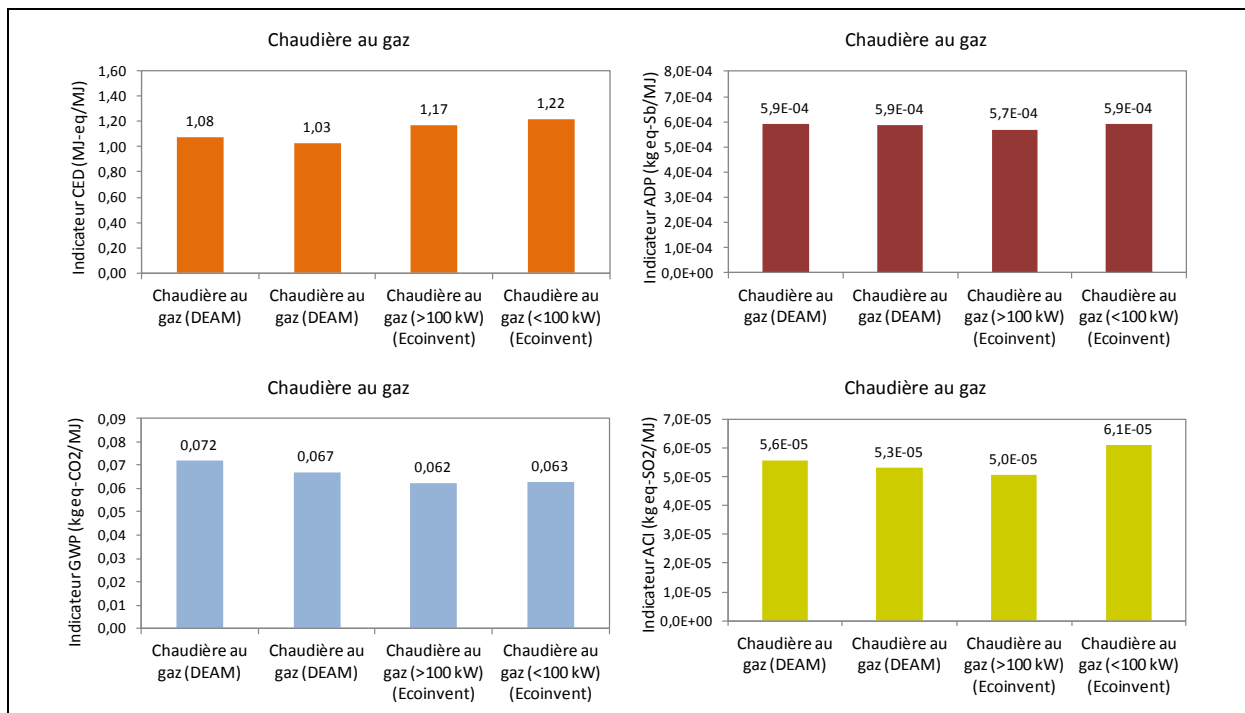 Chaudière au gaz
Indicateur CED (MJ-eq/MJ)
1,60
1,40
1,20
1,00
0,80
0,60
0,40
0,20
0,00
1,08
1,03
1,17
1,22
Chaudière au
gaz (DEAM)
Chaudière au
gaz (DEAM)
Chaudière au
gaz (>100 kW)
(Ecoinvent)
Chaudière au
gaz (<100 kW)
(Ecoinvent)
Chaudière au gaz
Indicateur ADP (kg eq-Sb/MJ)
8,0E-04
7,0E-04
6,0E-04
5,0E-04
4,0E-04
3,0E-04
2,0E-04
1,0E-04
0,0E+00
5,9E-04
5,9E-04
5,7E-04
5,9E-04
Chaudière au
gaz (DEAM)
Chaudière au
gaz (DEAM)
Chaudière au
gaz (>100 kW)
(Ecoinvent)
Chaudière au
gaz (<100 kW)
(Ecoinvent)
Chaudière au gaz
Indicateur GWP (kg eq-CO2/MJ)
0,09
0,08
0,07
0,06
0,05
0,04
0,03
0,02
0,01
0,00
0,072
0,067
0,062
0,063
Chaudière au
gaz (DEAM)
Chaudière au
gaz (DEAM)
Chaudière au
gaz (>100 kW)
(Ecoinvent)
Chaudière au
gaz (<100 kW)
(Ecoinvent)
Chaudière au gaz
Indicateur ACI (kg eq-SO2/MJ)
7,0E-05
6,0E-05
5,0E-05
4,0E-05
3,0E-05
2,0E-05
1,0E-05
0,0E+00
5,6E-05
5,3E-05
5,0E-05
6,1E-05
Chaudière au
gaz (DEAM)
Chaudière au
gaz (DEAM)
Chaudière au
gaz (>100 kW)
(Ecoinvent)
Chaudière au
gaz (<100 kW)
(Ecoinvent)